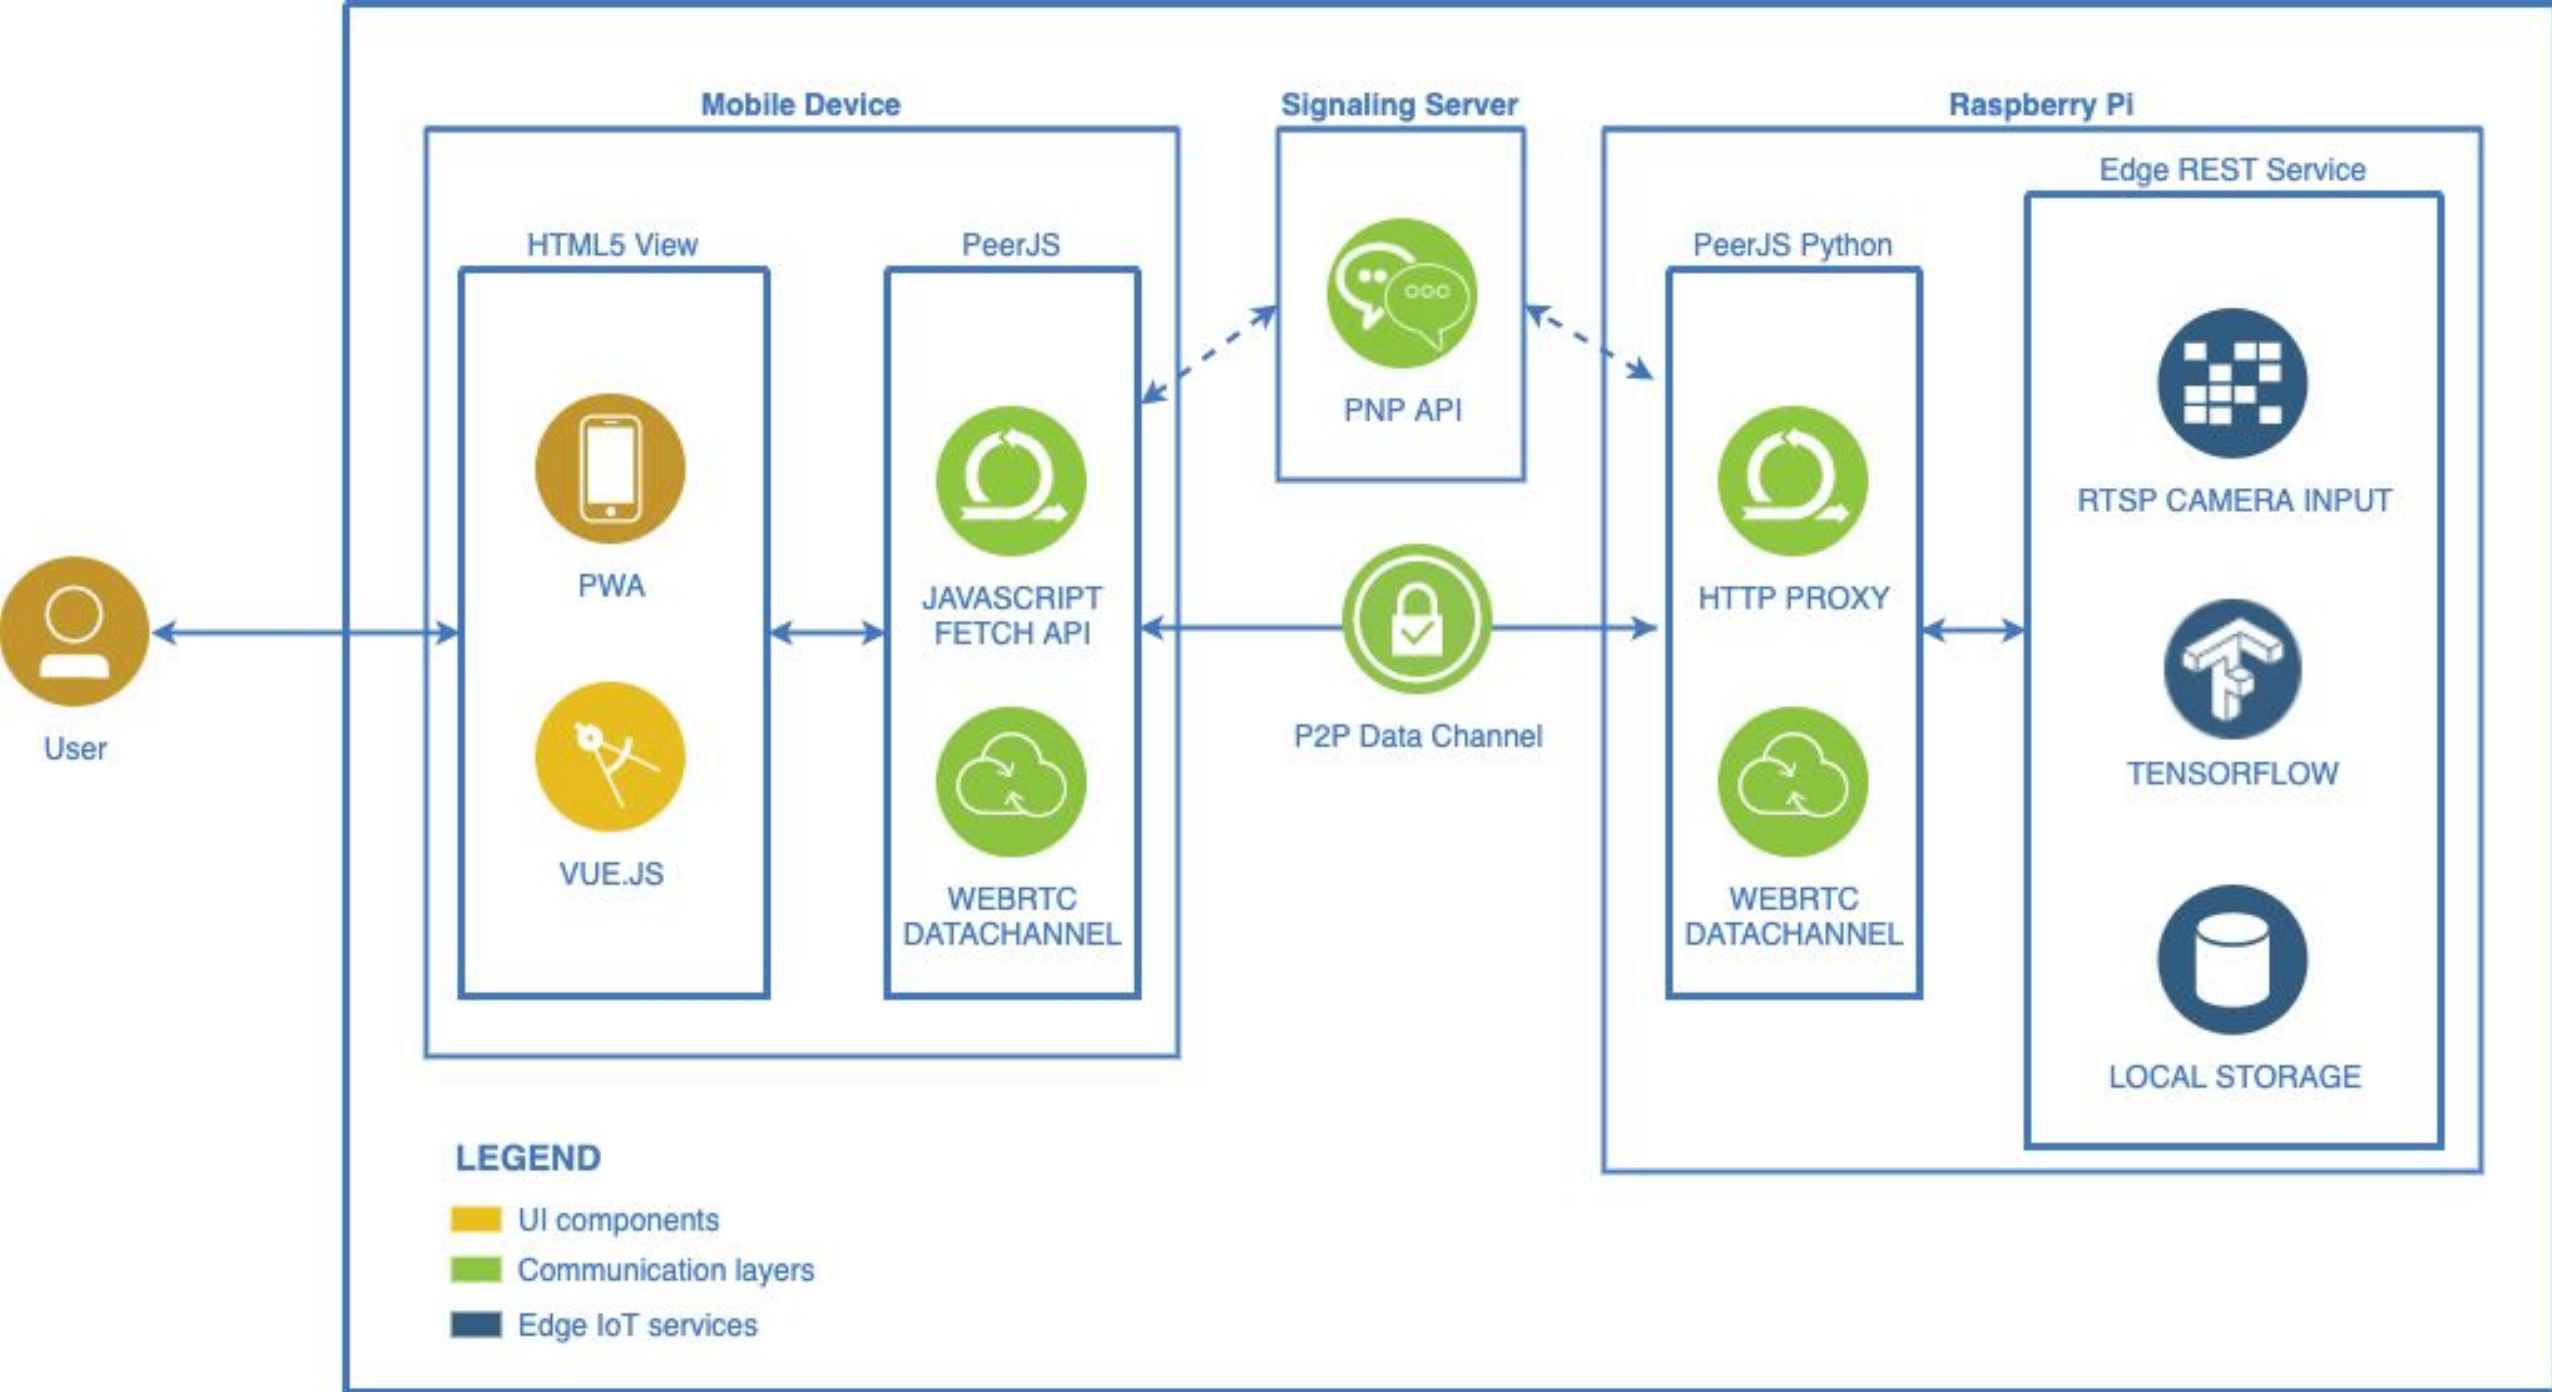 Mobile Device
Signaling Server
Raspberry Pi
Edge REST Service
HTML5 View
PeerJS
PeerJS Python
PNP API
RTSP CAMERA INPUT
PWA
JAVASCRIPT
FETCH API
HTTP PROXY
User
P2P Data Channel
TENSORFLOW
VUE.JS
WEBRTC
DATACHANNEL
WEBRTC
DATACHANNEL
LOCAL STORAGE
LEGEND
UI components
Communication layers
Edge IoT services